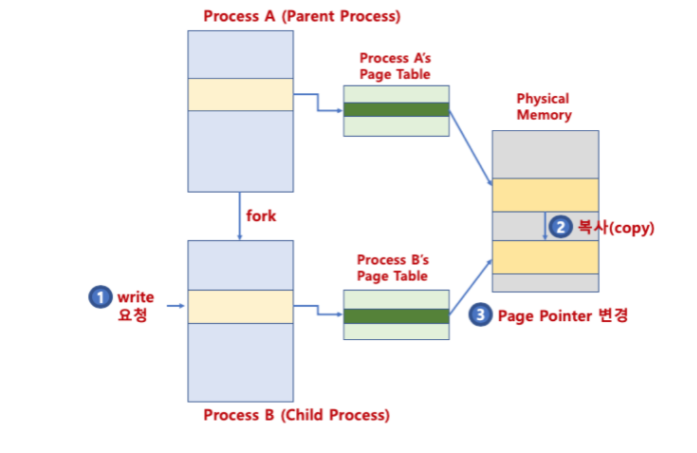 Process A (Parent Process)
Process A's
Page Table
Physical
Memory
fork
2 복사(copy)
Process B's
Page Table
1 write
요청
3 Page Pointer 변경
Process B (Child Process)